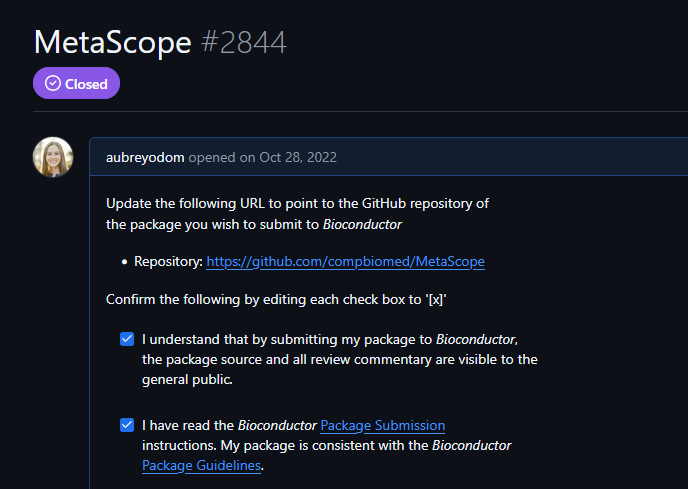 MetaScope #2844
Closed
aubreyodom opened on Oct 28, 2022
Update the following URL to point to the GitHub repository of
the package you wish to submit to Bioconductor
• Repository: https://github.com/compbiomed/MetaScope
Confirm the following by editing each check box to '[x]'
I understand that by submitting my package to Bioconductor,
the package source and all review commentary are visible to the
general public.
I have read the Bioconductor Package Submission
instructions. My package is consistent with the Bioconductor
Package Guidelines.